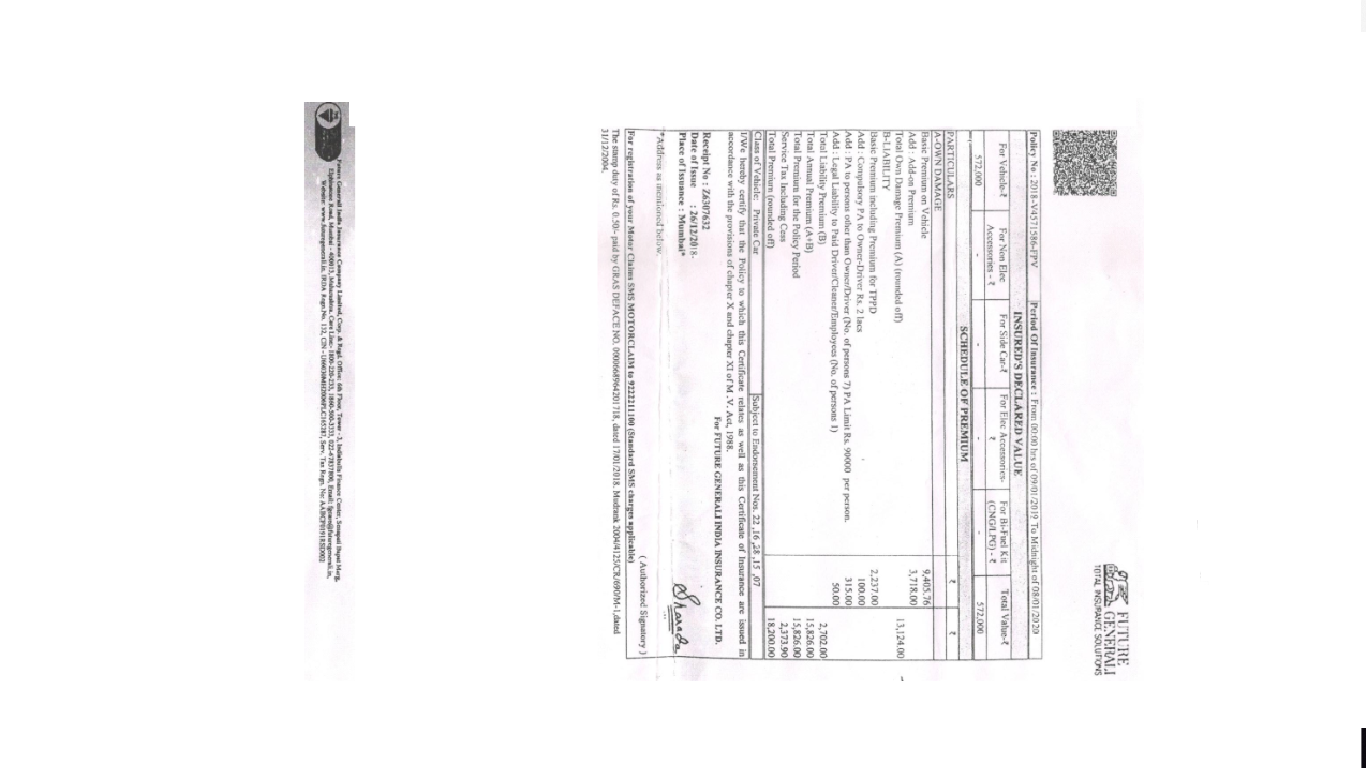 FUTURE
GENERALI
TOTAL INSURANCE SOLUTIONS
Policy No : 2018-V4571586-FPV Period Of Insurance : From 00:00 hrs of 09/01/2019 To Midnight of 08/01/2020
INSURED'S DECLARED VALUE
For Vehicle-₹ For Non Elec Accessories - ₹ For Side Car-₹ For Elec Accessories- ₹ For Bi-Fuel Kit (CNG/LPG) - ₹ Total Value-₹
572,000 - - - - 572,000
SCHEDULE OF PREMIUM
PARTICULARS ₹ ₹
A-OWN DAMAGE
Basic Premium on Vehicle 9,405.76
Add : Add-on Premium 3,718.00
Total Own Damage Premium (A) (rounded off) 13,124.00
B-LIABILITY
Basic Premium including Premium for TPPD 2,237.00
Add : Compulsory PA to Owner-Driver Rs. 2 lacs 100.00
Add : PA to persons other than Owner/Driver (No. of persons 7) PA Limit Rs. 90000 per person. 315.00
Add : Legal Liability to Paid Driver/Cleaner/Employees (No. of persons 1) 50.00
Total Liability Premium (B) 2,702.00
Total Annual Premium (A+B) 15,826.00
Total Premium for the Policy Period 15,826.00
Service Tax Including Cess 2,373.90
Total Premium (rounded off) 18,200.00
Class of Vehicle: Private Car Subject to Endorsement Nos. 22 ,16 ,28 ,15 ,07
I/We hereby certify that the Policy to which this Certificate relates as well as this Certificate of Insurance are issued in
accordance with the provisions of chapter X and chapter XI of M .V. Act, 1988.
For FUTURE GENERALI INDIA INSURANCE CO. LTD.
Receipt No : Z6307632
Date of Issue : 26/12/2018
Place of Issuance : Mumbai*
Sharada
( Authorized Signatory )
*Address as mentioned below.
For registration of your Motor Claims SMS MOTORCLAIM to 9222211100 (Standard SMS charges applicable)
The stamp duty of Rs. 0.50/- paid by GRAS DEFACE NO. 0000668964201718, dated 17/01/2018. Mudrank 2004/4125/CR/690/M-1,dated
31/12/2004.
Future Generali India Insurance Company Limited, Corp. & Regd. Office: 6th Floor, Tower - 3, Indiabulls Finance Center, Senapati Bapat Marg,
Elphinstone Road, Mumbai - 400013, Maharashtra. Care Lines: 1800-220-233, 1860-500-3333, 022-67837800, Email: fgcare@futuregenerali.in,
Website: www.futuregenerali.in, IRDA Regn.No. 132,